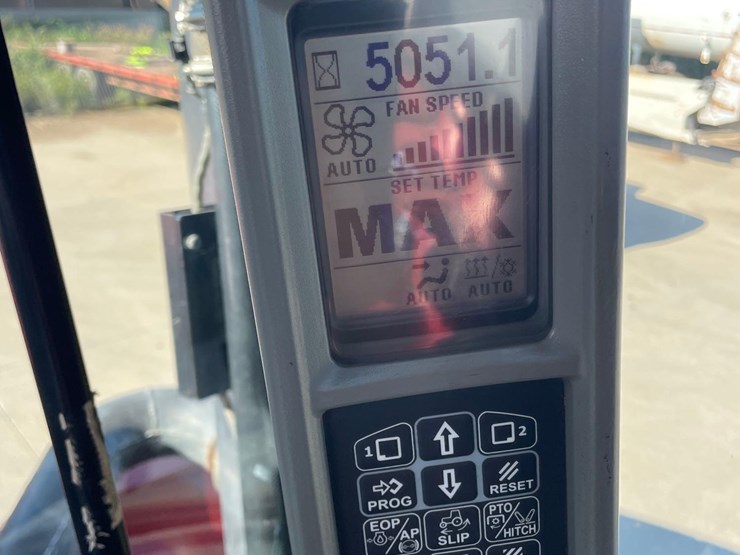 5051.1
FAN SPEED
AUTO
SET TEMP
MAX
AUTO AUTO
1 2
PROG RESET
EOP/AP SLIP PTO/HITCH